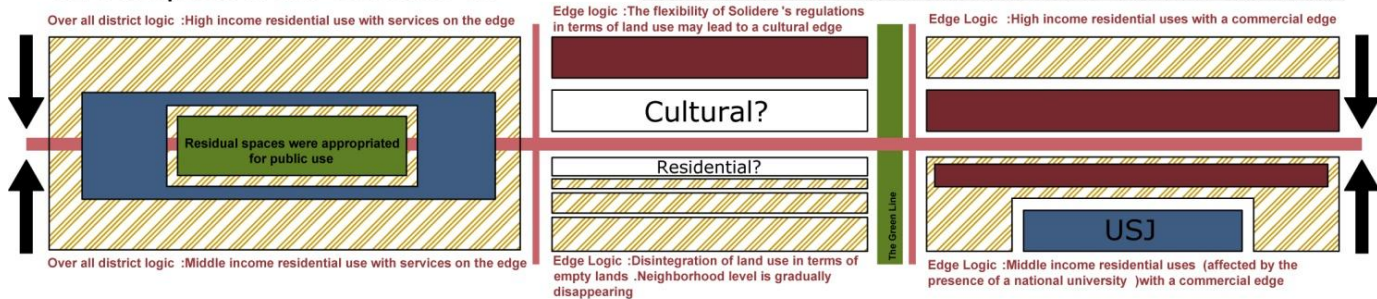 Over all district logic :High income residential use with services on the edge
Edge logic :The flexibility of Solidere 's regulations
in terms of land use may lead to a cultural edge
Edge Logic :High income residential uses with a commercial edge
Cultural?
Residual spaces were appropriated
for public use
Residential?
The Green Line
USJ
Over all district logic :Middle income residential use with services on the edge
Edge Logic :Disintegration of land use in terms of
empty lands .Neighborhood level is gradually
disappearing
Edge Logic :Middle income residential uses (affected by the
presence of a national university )with a commercial edge